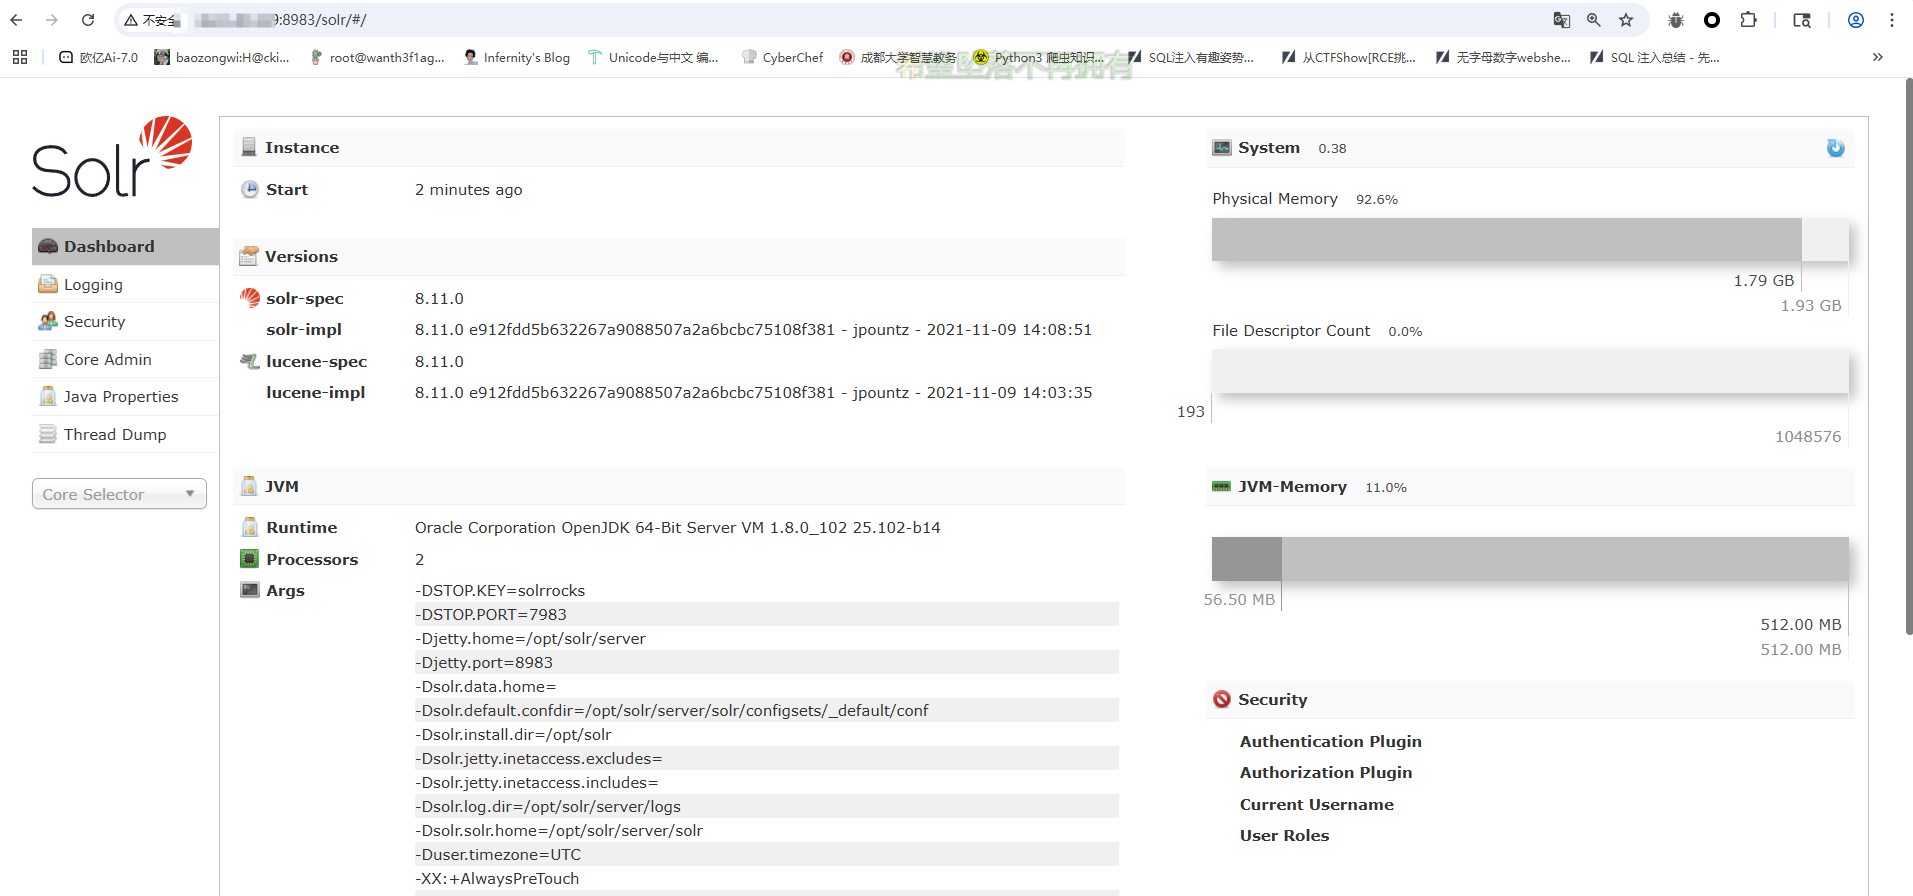 不安全 9:8983/solr/#/
欧亿Ai-7.0 baozongwi:H@cki... root@wanth3f1ag... Infernity's Blog Unicode与中文 编... CyberChef 成都大学智慧教务 Python3 爬虫知识... SQL注入有趣姿势... 从CTFShow[RCE挑... 无字母数字webshe... SQL 注入总结 - 先...
希望坠落不再拥有
Solr
Dashboard
Logging
Security
Core Admin
Java Properties
Thread Dump
Core Selector
Instance
Start 2 minutes ago
Versions
solr-spec 8.11.0
solr-impl 8.11.0 e912fdd5b632267a9088507a2a6bcbc75108f381 - jpountz - 2021-11-09 14:08:51
lucene-spec 8.11.0
lucene-impl 8.11.0 e912fdd5b632267a9088507a2a6bcbc75108f381 - jpountz - 2021-11-09 14:03:35
JVM
Runtime Oracle Corporation OpenJDK 64-Bit Server VM 1.8.0_102 25.102-b14
Processors 2
Args -DSTOP.KEY=solrrocks
-DSTOP.PORT=7983
-Djetty.home=/opt/solr/server
-Djetty.port=8983
-Dsolr.data.home=
-Dsolr.default.confdir=/opt/solr/server/solr/configsets/_default/conf
-Dsolr.install.dir=/opt/solr
-Dsolr.jetty.inetaccess.excludes=
-Dsolr.jetty.inetaccess.includes=
-Dsolr.log.dir=/opt/solr/server/logs
-Dsolr.solr.home=/opt/solr/server/solr
-Duser.timezone=UTC
-XX:+AlwaysPreTouch
System 0.38
Physical Memory 92.6%
1.79 GB
1.93 GB
File Descriptor Count 0.0%
193
1048576
JVM-Memory 11.0%
56.50 MB
512.00 MB
512.00 MB
Security
Authentication Plugin
Authorization Plugin
Current Username
User Roles